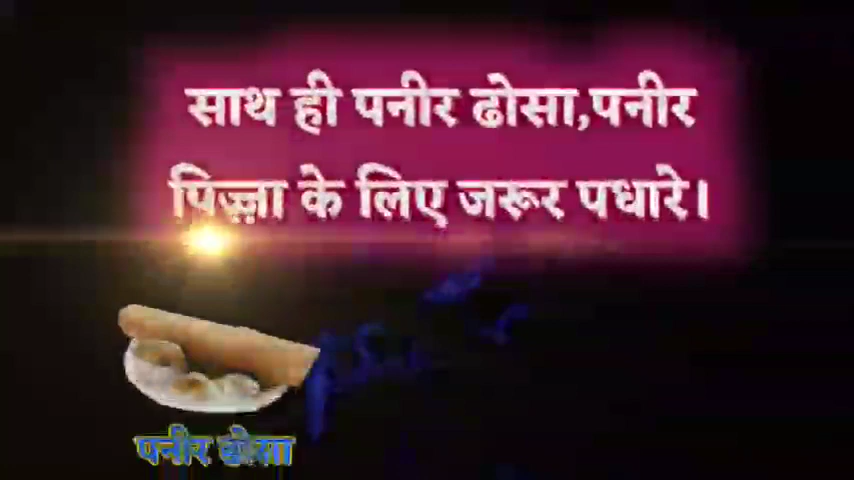 साथ ही पनीर ढोसा,पनीर
पिज़्ज़ा के लिए जरूर पधारे।
पनीर ढोसा